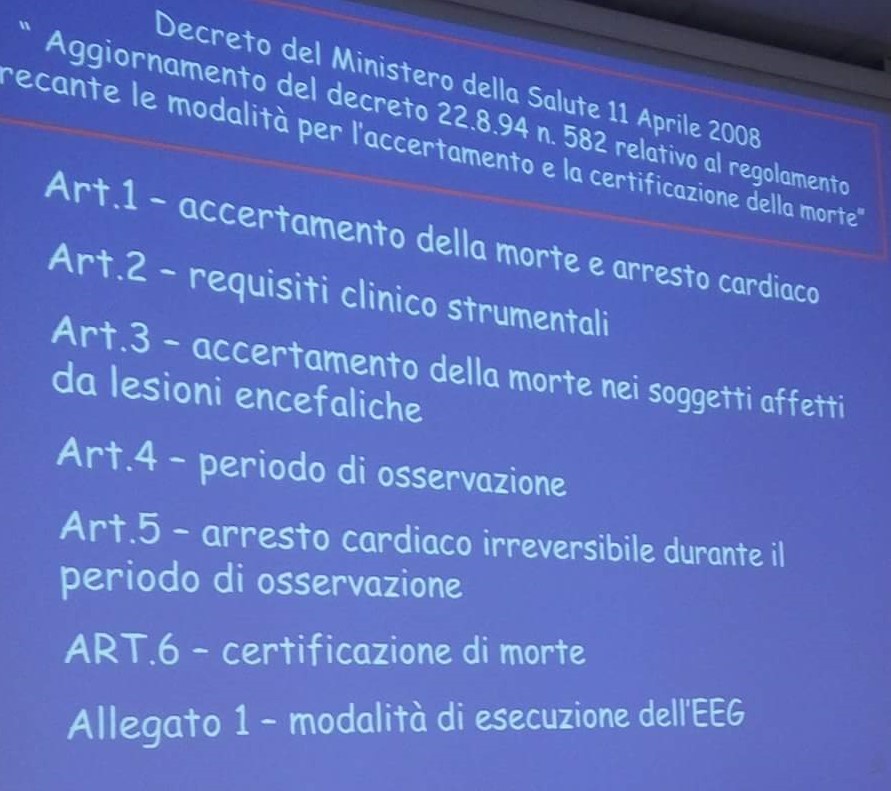 Decreto del Ministero della Salute 11 Aprile 2008
" Aggiornamento del decreto 22.8.94 n. 582 relativo al regolamento
recante le modalità per l'accertamento e la certificazione della morte"
Art.1 - accertamento della morte e arresto cardiaco
Art.2 - requisiti clinico strumentali
Art.3 - accertamento della morte nei soggetti affetti
da lesioni encefaliche
Art.4 - periodo di osservazione
Art.5 - arresto cardiaco irreversibile durante il
periodo di osservazione
ART.6 - certificazione di morte
Allegato 1 - modalità di esecuzione dell'EEG